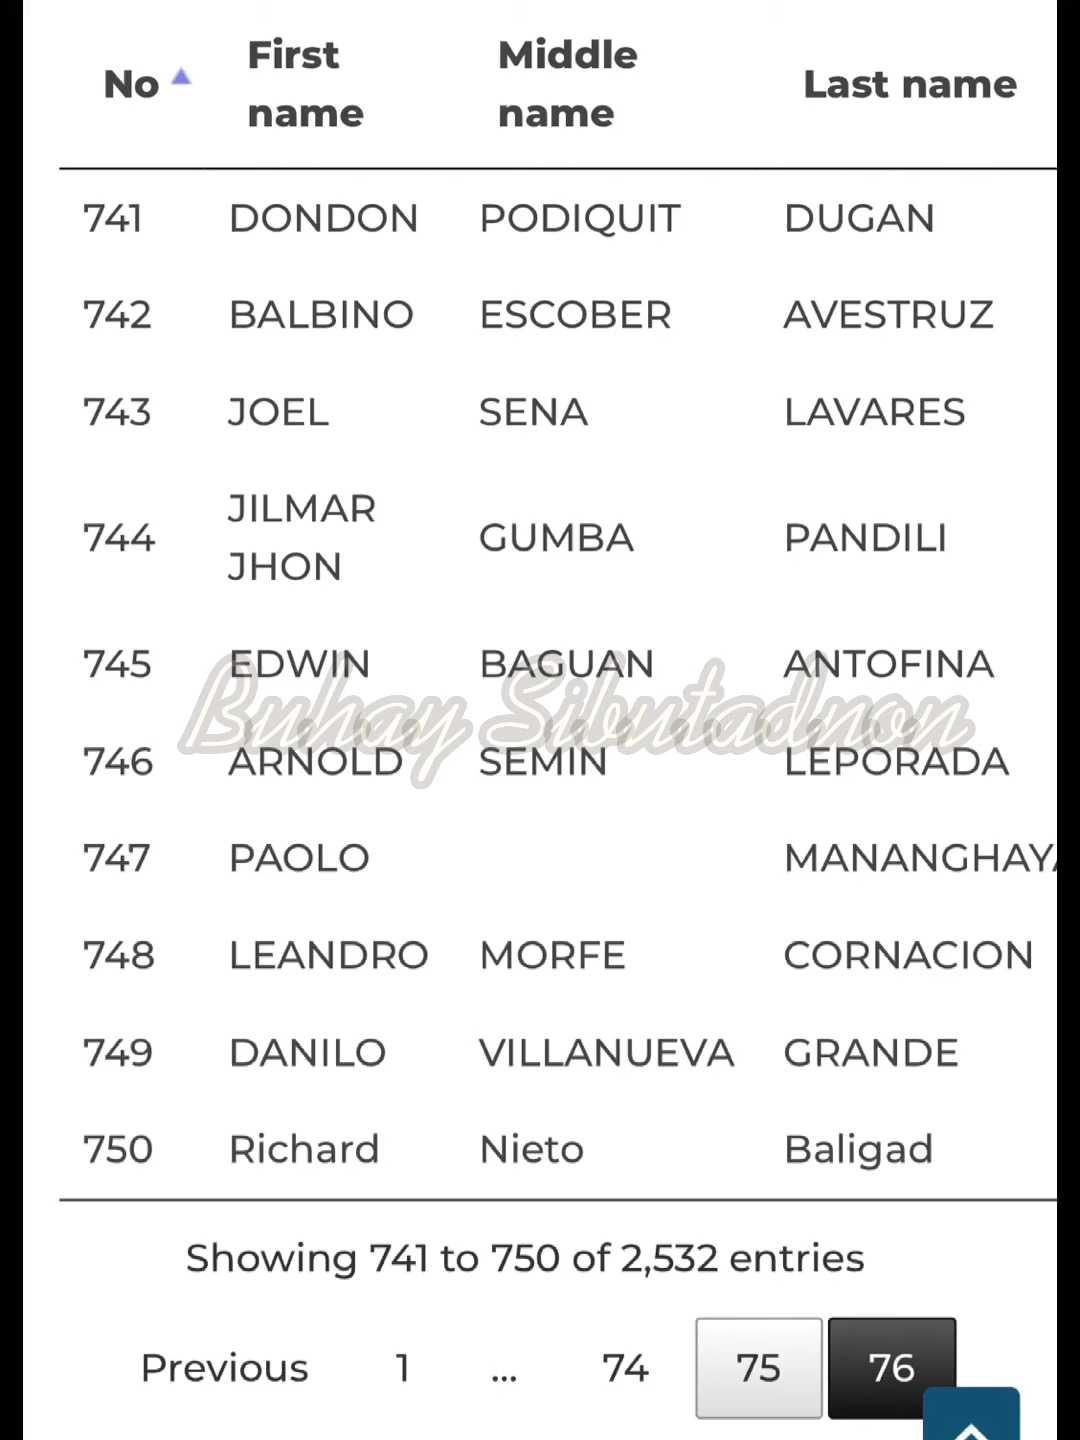 No First name Middle name Last name
741 DONDON PODIQUIT DUGAN
742 BALBINO ESCOBER AVESTRUZ
743 JOEL SENA LAVARES
744 JILMAR JHON GUMBA PANDILI
745 EDWIN BAGUAN ANTOFINA
Buhay Sibutadnon
746 ARNOLD SEMIN LEPORADA
747 PAOLO MANANGHAYA
748 LEANDRO MORFE CORNACION
749 DANILO VILLANUEVA GRANDE
750 Richard Nieto Baligad
Showing 741 to 750 of 2,532 entries
Previous 1 ... 74 75 76